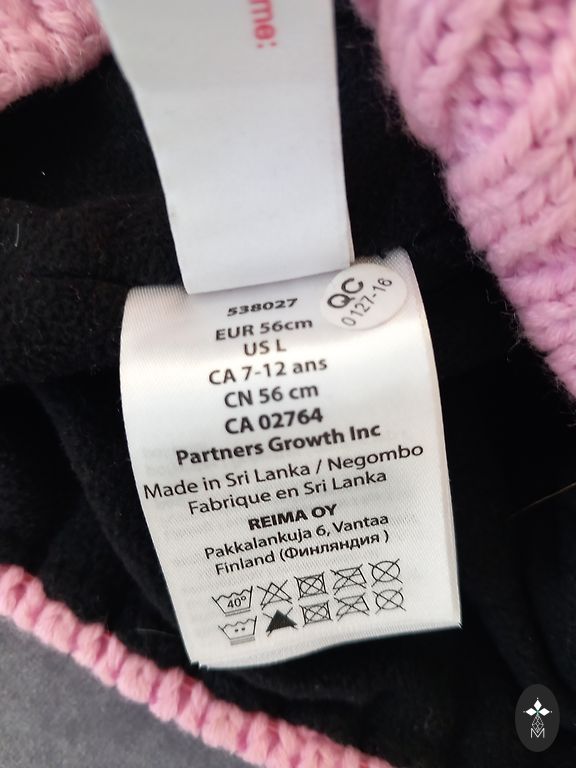 me:
QC
0127-16
538027
EUR 56cm
US L
CA 7-12 ans
CN 56 cm
CA 02764
Partners Growth Inc
Made in Sri Lanka / Negombo
Fabrique en Sri Lanka
REIMA OY
Pakkalankuja 6, Vantaa
Finland (Финляндия )
40°
M